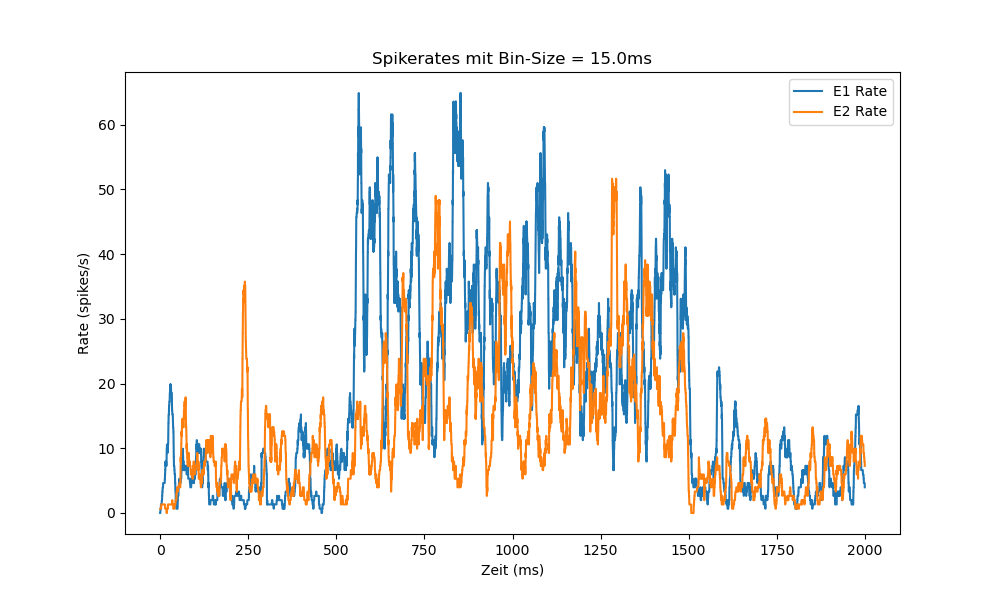 Spikerates mit Bin-Size = 15.0ms
E1 Rate
E2 Rate
Rate (spikes/s)
60
50
40
30
20
10
0
0 250 500 750 1000 1250 1500 1750 2000
Zeit (ms)